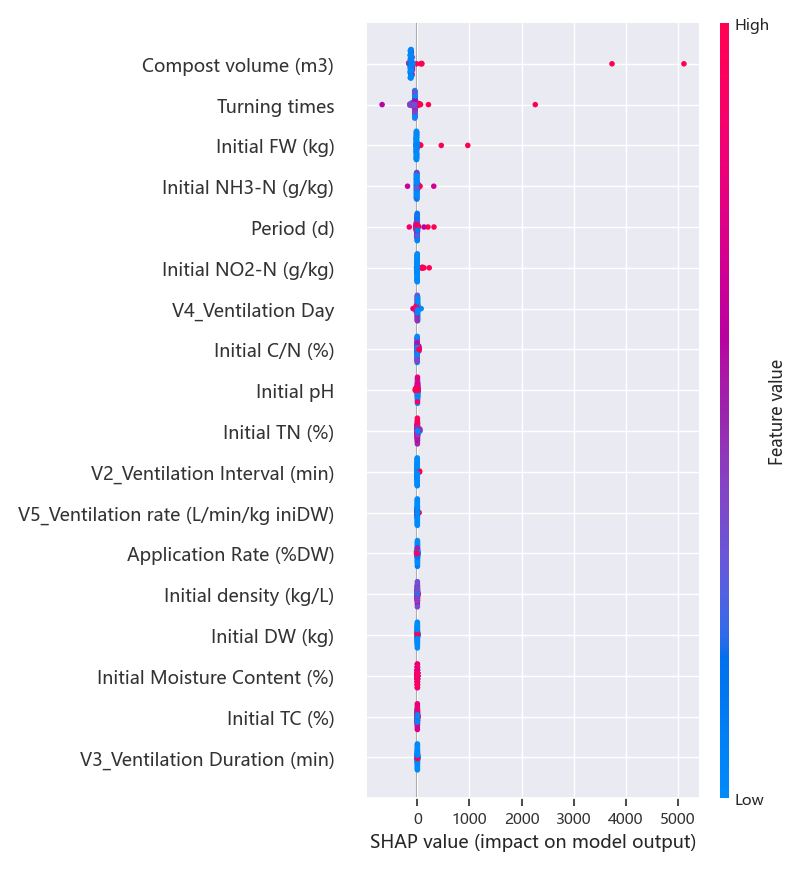 High
Compost volume (m3)
Turning times
Initial FW (kg)
Initial NH3-N (g/kg)
Period (d)
Initial NO2-N (g/kg)
V4_Ventilation Day
Initial C/N (%)
Initial pH
Initial TN (%)
V2_Ventilation Interval (min)
V5_Ventilation rate (L/min/kg iniDW)
Application Rate (%DW)
Initial density (kg/L)
Initial DW (kg)
Initial Moisture Content (%)
Initial TC (%)
V3_Ventilation Duration (min)
Feature value
Low
0 1000 2000 3000 4000 5000
SHAP value (impact on model output)